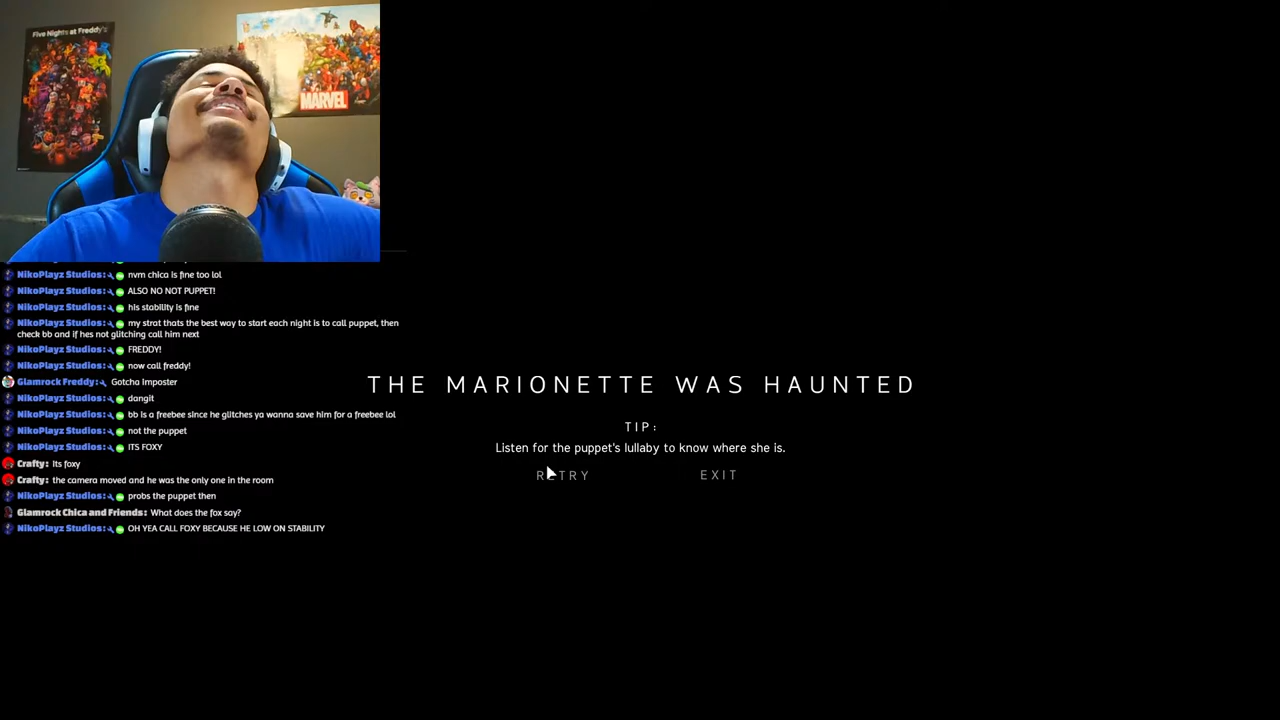 Five Nights at Freddy's
MARVEL
NikoPlayz Studios: nvm chica is fine too lol
NikoPlayz Studios: ALSO NO NOT PUPPET!
NikoPlayz Studios: his stability is fine
NikoPlayz Studios: my strat thats the best way to start each night is to call puppet, then
check bb and if hes not glitching call him next
NikoPlayz Studios: FREDDY!
NikoPlayz Studios: now call freddy!
Glamrock Freddy: Gotcha Imposter
NikoPlayz Studios: dangit
NikoPlayz Studios: bb is a freebee since he glitches ya wanna save him for a freebee lol
NikoPlayz Studios: not the puppet
NikoPlayz Studios: ITS FOXY
Crafty: Its foxy
Crafty: the camera moved and he was the only one in the room
NikoPlayz Studios: probs the puppet then
Glamrock Chica and Friends: What does the fox say?
NikoPlayz Studios: OH YEA CALL FOXY BECAUSE HE LOW ON STABILITY
THE MARIONETTE WAS HAUNTED
TIP:
Listen for the puppet's lullaby to know where she is.
RETRY EXIT